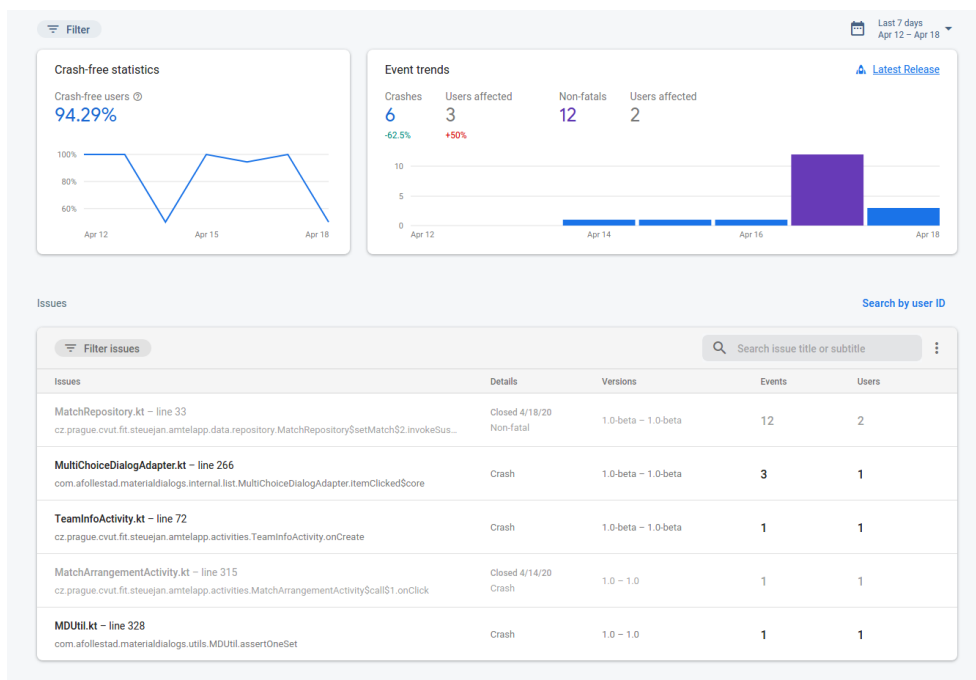 Filter
Last 7 days
Apr 12 – Apr 18
Crash-free statistics
Crash-free users
94.29%
100%
80%
60%
Apr 12 Apr 15 Apr 18
Event trends
Latest Release
Crashes Users affected Non-fatals Users affected
6 3 12 2
-62.5% +50%
10
5
0
Apr 12 Apr 14 Apr 16 Apr 18
Issues
Search by user ID
Filter issues
Search issue title or subtitle
Issues Details Versions Events Users
MatchRepository.kt – line 33
cz.prague.cvut.fit.steuejan.amtelapp.data.repository.MatchRepository$setMatch$2.invokeSus...
Closed 4/18/20
Non-fatal
1.0-beta – 1.0-beta 12 2
MultiChoiceDialogAdapter.kt – line 266
com.afollestad.materialdialogs.internal.list.MultiChoiceDialogAdapter.itemClicked$core
Crash 1.0-beta – 1.0-beta 3 1
TeamInfoActivity.kt – line 72
cz.prague.cvut.fit.steuejan.amtelapp.activities.TeamInfoActivity.onCreate
Crash 1.0-beta – 1.0-beta 1 1
MatchArrangementActivity.kt – line 315
cz.prague.cvut.fit.steuejan.amtelapp.activities.MatchArrangementActivity$call$1.onClick
Closed 4/14/20
Crash
1.0 – 1.0 1 1
MDUtil.kt – line 328
com.afollestad.materialdialogs.utils.MDUtil.assertOneSet
Crash 1.0 – 1.0 1 1